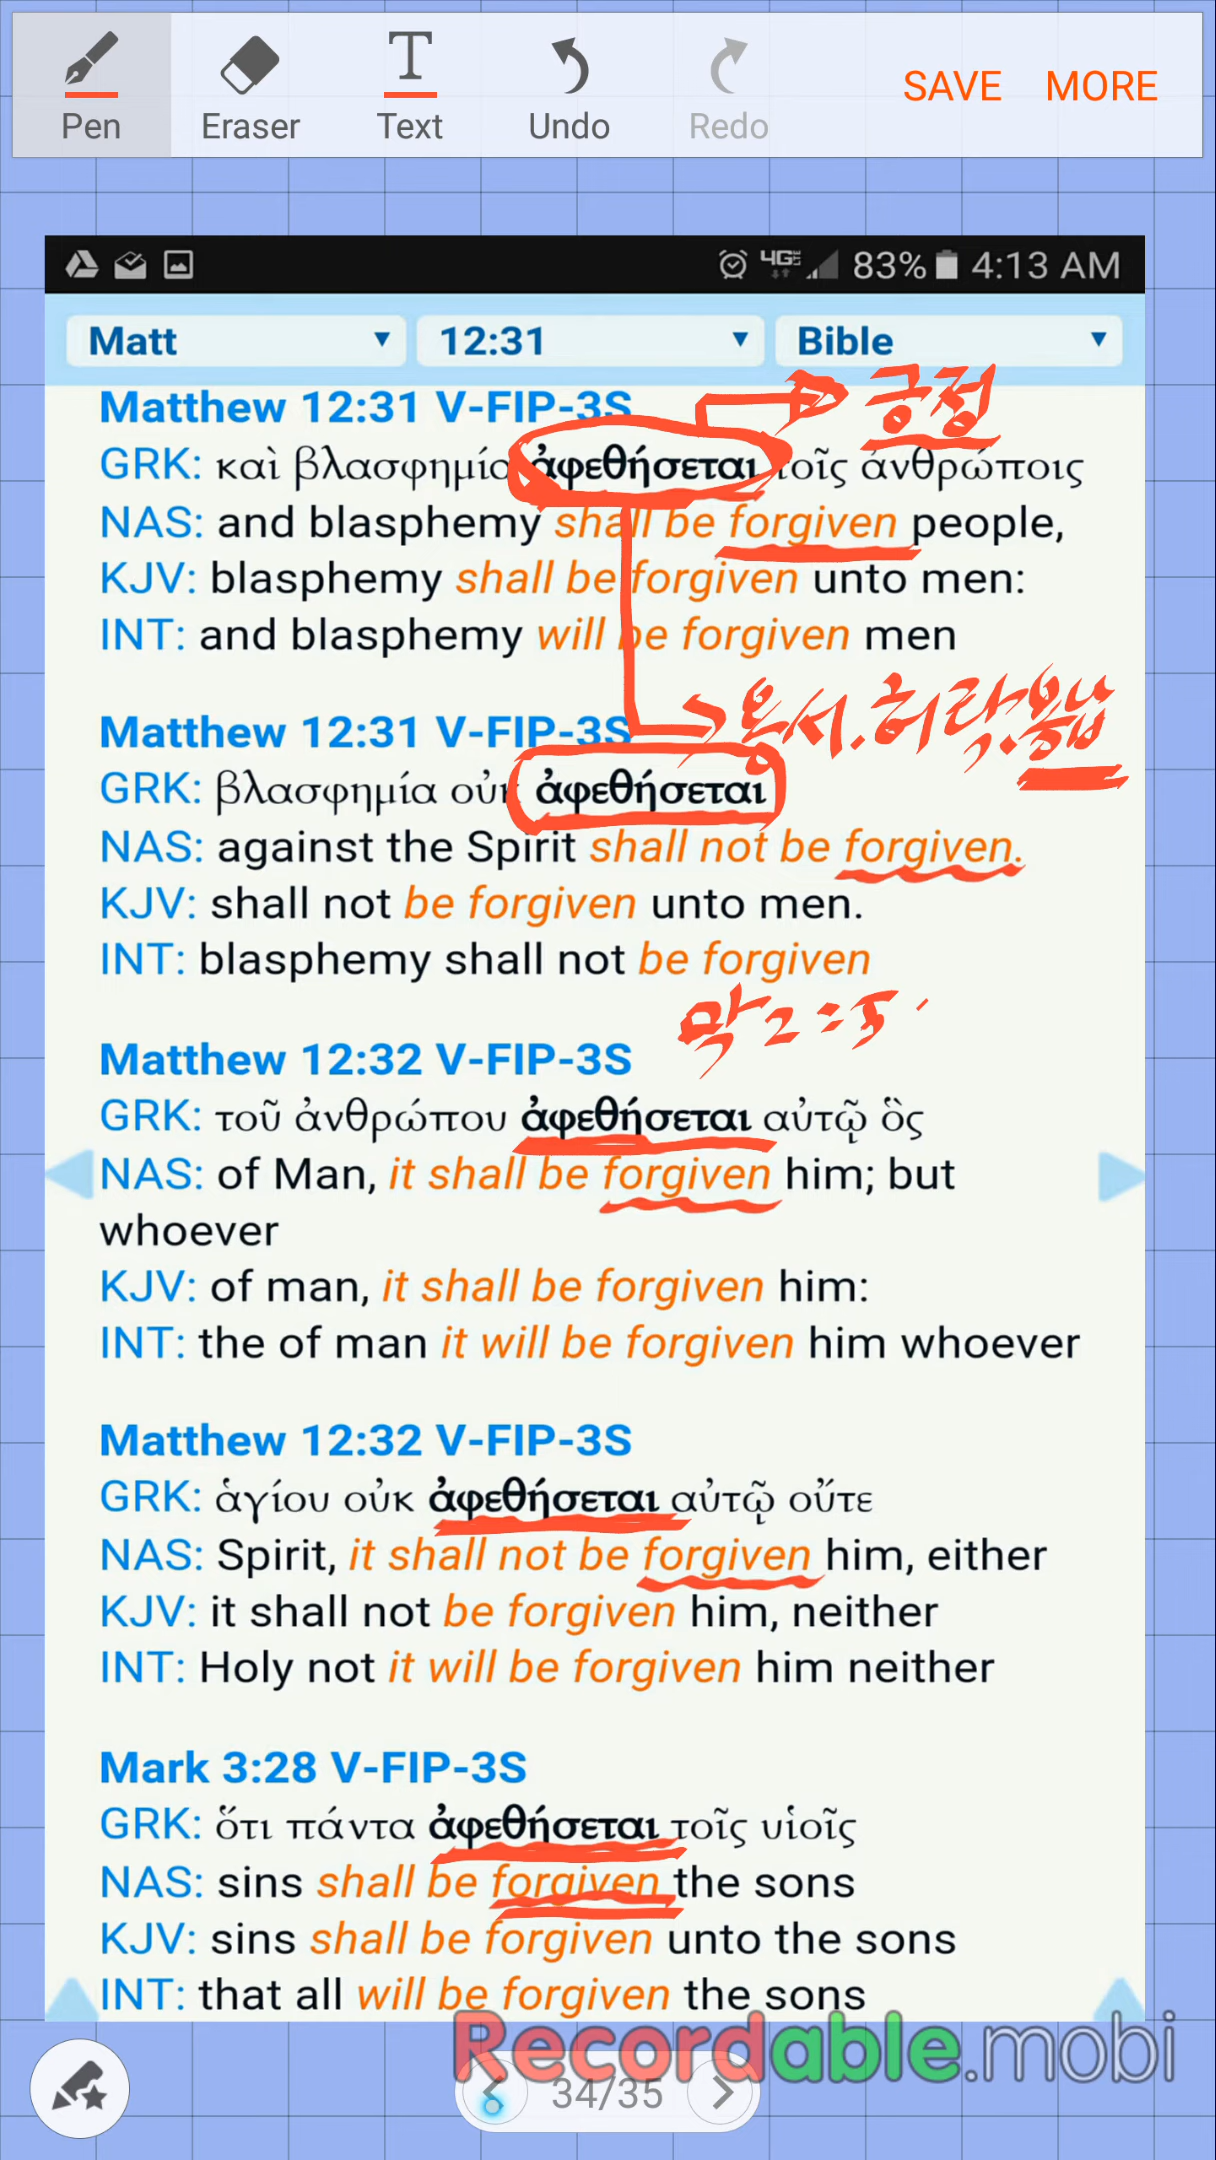 Pen Eraser Text Undo Redo SAVE MORE
83% 4:13 AM
Matt 12:31 Bible
Matthew 12:31 V-FIP-3S
긍정
GRK: καὶ βλασφημία ἀφεθήσεται τοῖς ἀνθρώποις
NAS: and blasphemy shall be forgiven people,
KJV: blasphemy shall be forgiven unto men:
INT: and blasphemy will be forgiven men
용서.허락.용납
Matthew 12:31 V-FIP-3S
GRK: βλασφημία οὐκ ἀφεθήσεται
NAS: against the Spirit shall not be forgiven.
KJV: shall not be forgiven unto men.
INT: blasphemy shall not be forgiven
막2:5
Matthew 12:32 V-FIP-3S
GRK: τοῦ ἀνθρώπου ἀφεθήσεται αὐτῷ ὃς
NAS: of Man, it shall be forgiven him; but
whoever
KJV: of man, it shall be forgiven him:
INT: the of man it will be forgiven him whoever
Matthew 12:32 V-FIP-3S
GRK: ἁγίου οὐκ ἀφεθήσεται αὐτῷ οὔτε
NAS: Spirit, it shall not be forgiven him, either
KJV: it shall not be forgiven him, neither
INT: Holy not it will be forgiven him neither
Mark 3:28 V-FIP-3S
GRK: ὅτι πάντα ἀφεθήσεται τοῖς υἱοῖς
NAS: sins shall be forgiven the sons
KJV: sins shall be forgiven unto the sons
INT: that all will be forgiven the sons
Recordable.mobi
34/35